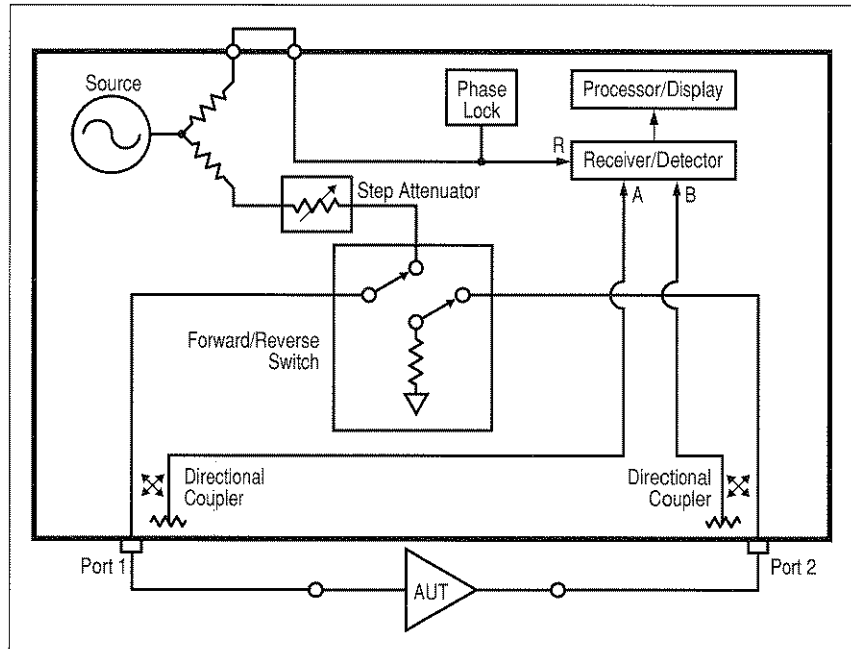 Source
Phase
Lock
Processor/Display
R
Receiver/Detector
Step Attenuator
A
B
Forward/Reverse
Switch
Directional
Coupler
Directional
Coupler
Port 1
AUT
Port 2